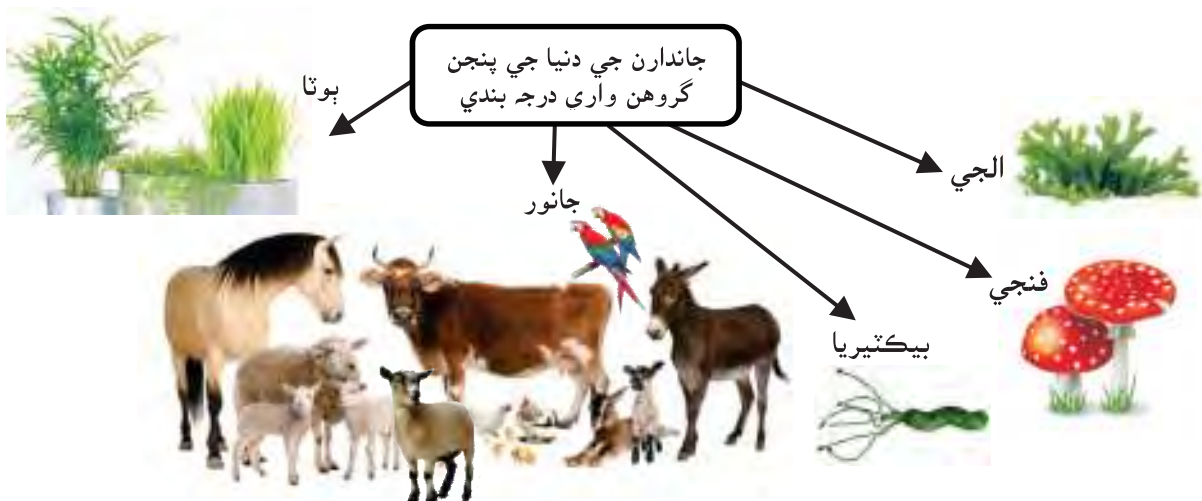 جاندارن جي دنيا جي پنجن
گروهن واري درجه بندي
ٻوٽا
الجي
جانور
فنجي
بيڪٽيريا